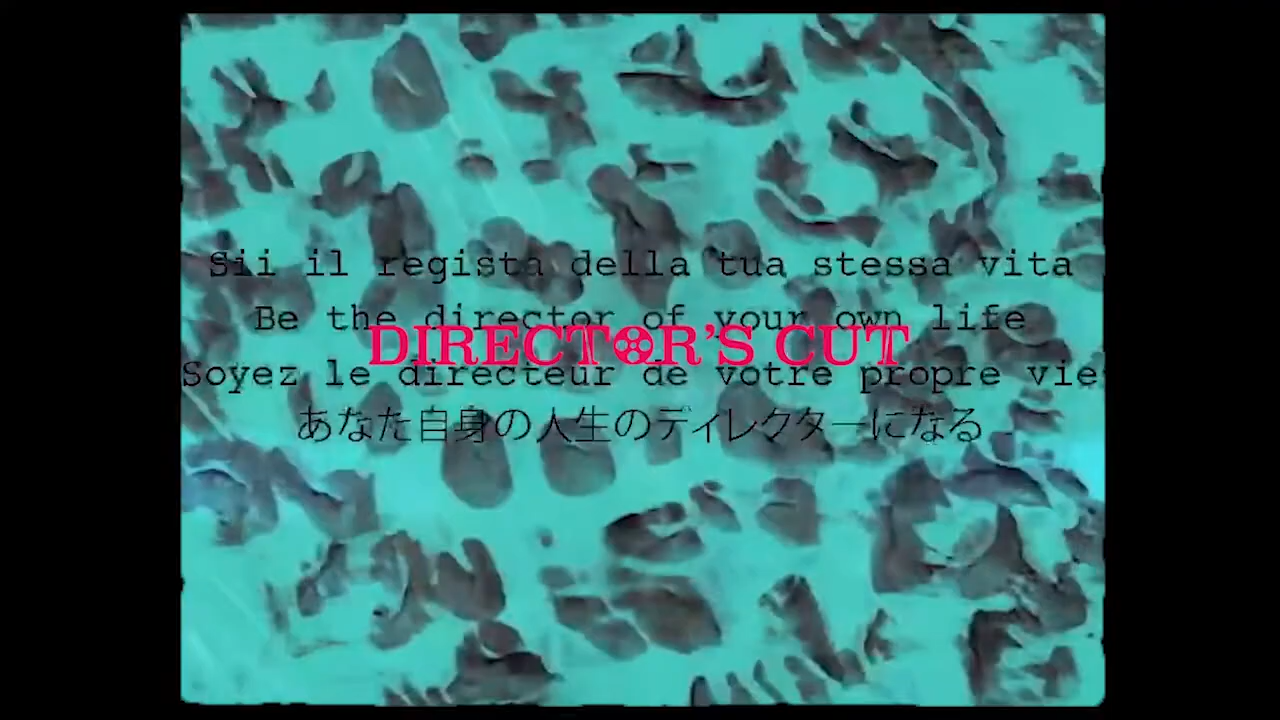 Sii il regista della tua stessa vita
Be the director of your own life
DIRECTOR'S CUT
Soyez le directeur de votre propre vie
あなた自身の人生のディレクターになる